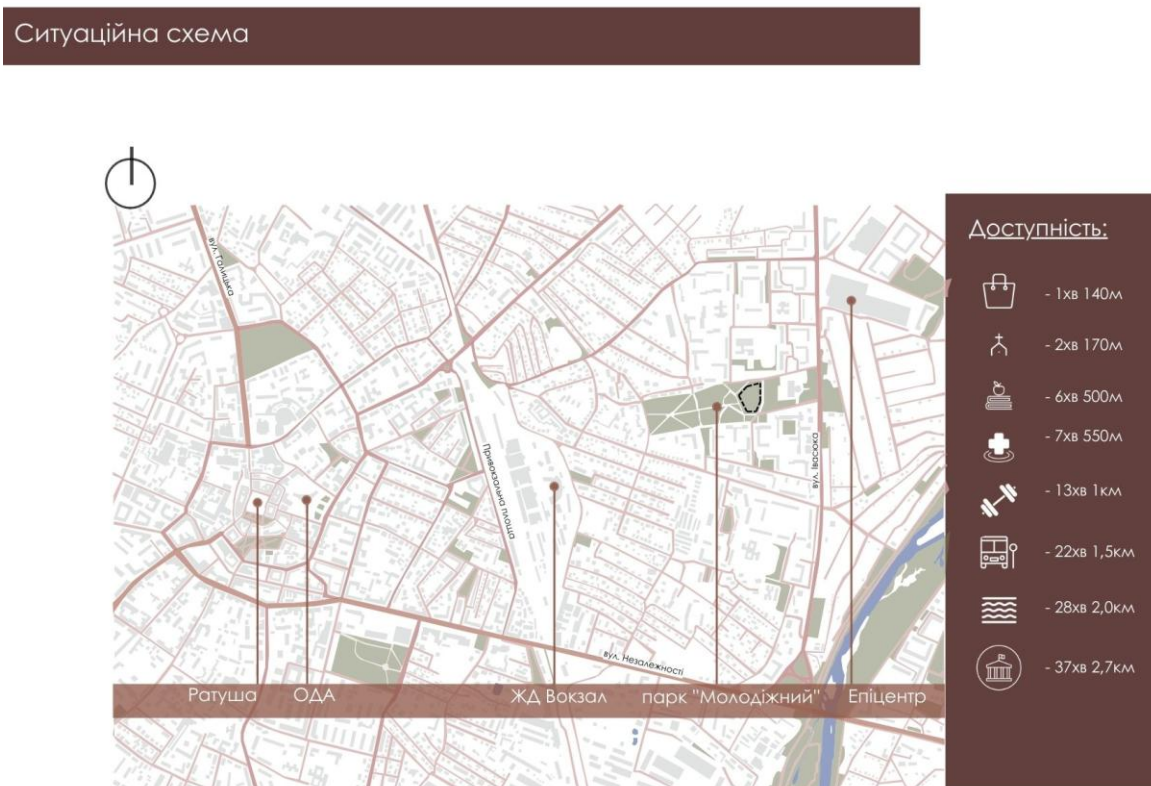 Ситуаційна схема
вул. Галицька
Привокзальна площа
вул. Івасюка
вул. Незалежності
Ратуша
ОДА
ЖД Вокзал
парк "Молодіжний"
Епіцентр
Доступність:
- 1хв 140м
- 2хв 170м
- 6хв 500м
- 7хв 550м
- 13хв 1км
- 22хв 1,5км
- 28хв 2,0км
- 37хв 2,7км